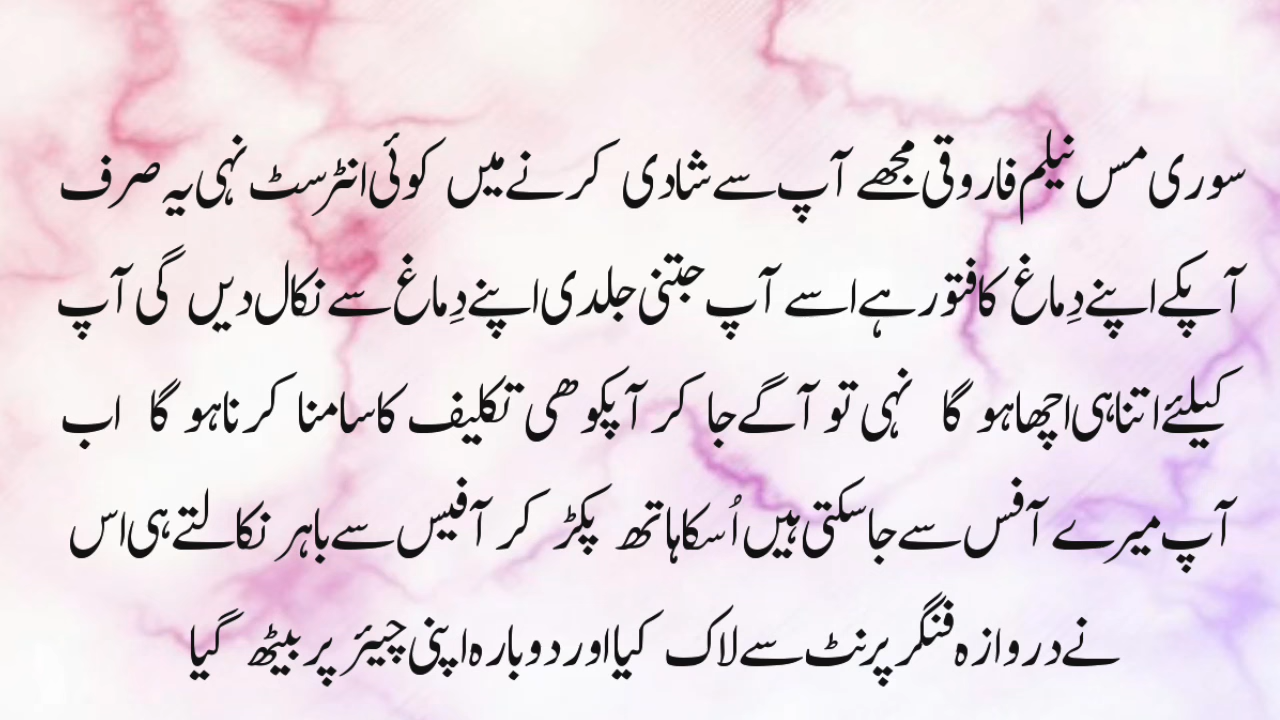 سوری مس نیلم فاروقی مجھے آپ سے شادی کرنے میں کوئی انٹرسٹ نہی یہ صرف
آپکے اپنے دِماغ کا فتور ہے اسے آپ جتنی جلدی اپنے دِماغ سے نکال دیں گی آپ
کیلئے اتنا ہی اچھا ہو گا نہی تو آگے جا کر آپکو ھی تکلیف کا سامنا کرنا ہو گا اب
آپ میرے آفس سے جا سکتی ہیں اُسکا ہاتھ پکڑ کر آفیس سے باہر نکالتے ہی اس
نے دروازہ فنگر پرنٹ سے لاک کیا اور دوبارہ اپنی چیئر پر بیٹھ گیا